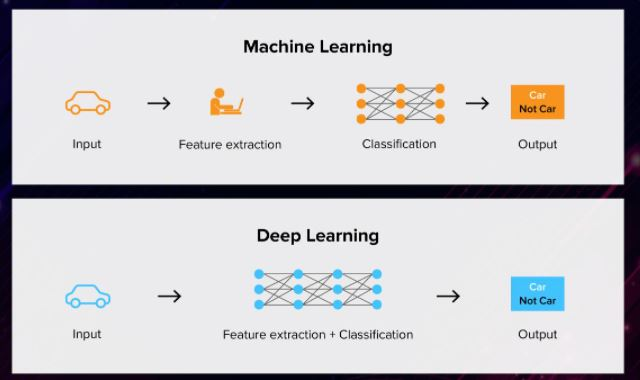 Machine Learning
Input
Feature extraction
Classification
Car
Not Car
Output
Deep Learning
Input
Feature extraction + Classification
Car
Not Car
Output